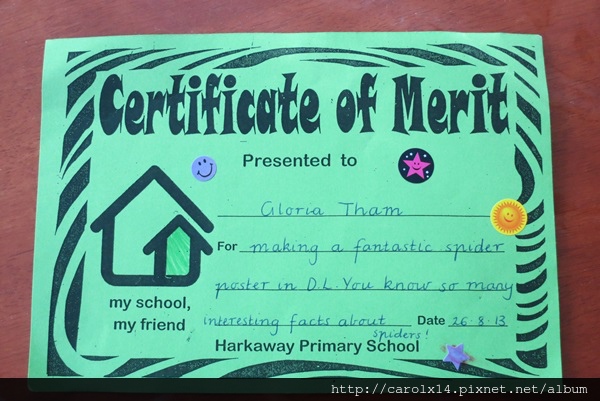 Certificate of Merit
Presented to
Gloria Tham
For making a fantastic spider
poster in D.L. You know so many
interesting facts about spiders!
Date 26.8.13
my school,
my friend
Harkaway Primary School
http://carolx14.pixnet.net/album